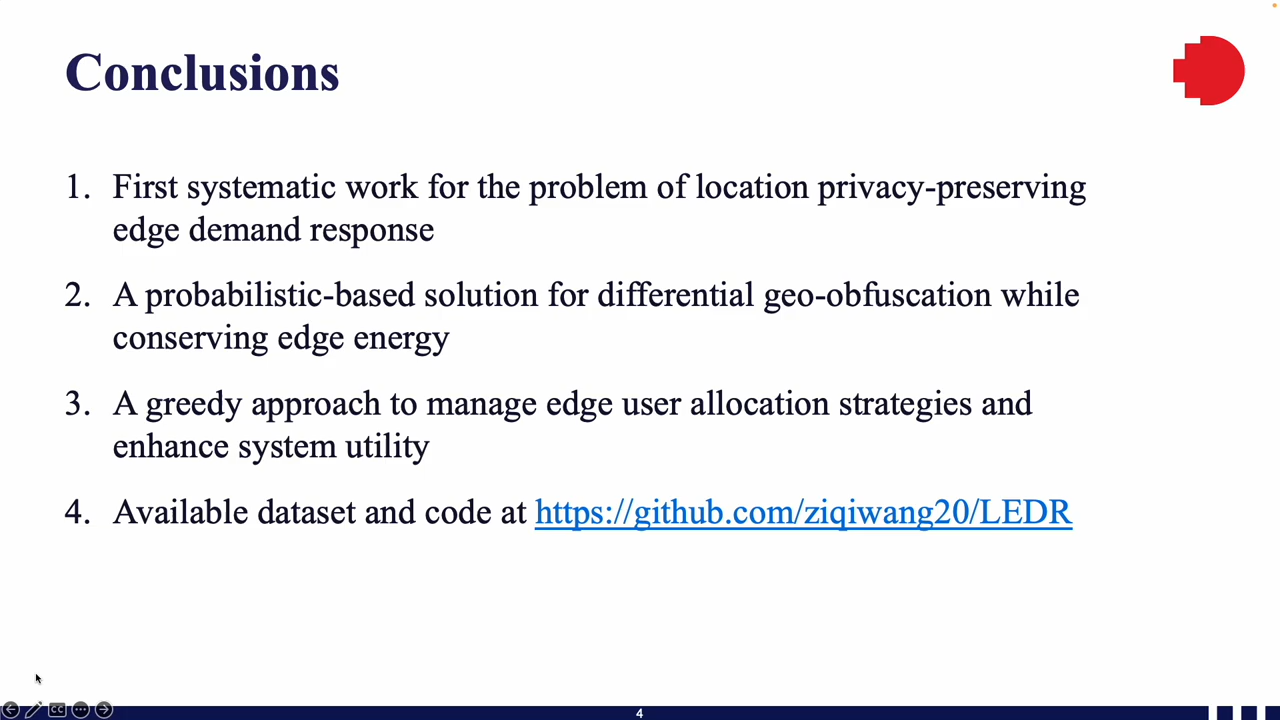 Conclusions
1. First systematic work for the problem of location privacy-preserving
edge demand response
2. A probabilistic-based solution for differential geo-obfuscation while
conserving edge energy
3. A greedy approach to manage edge user allocation strategies and
enhance system utility
4. Available dataset and code at https://github.com/ziqiwang20/LEDR
CC
4